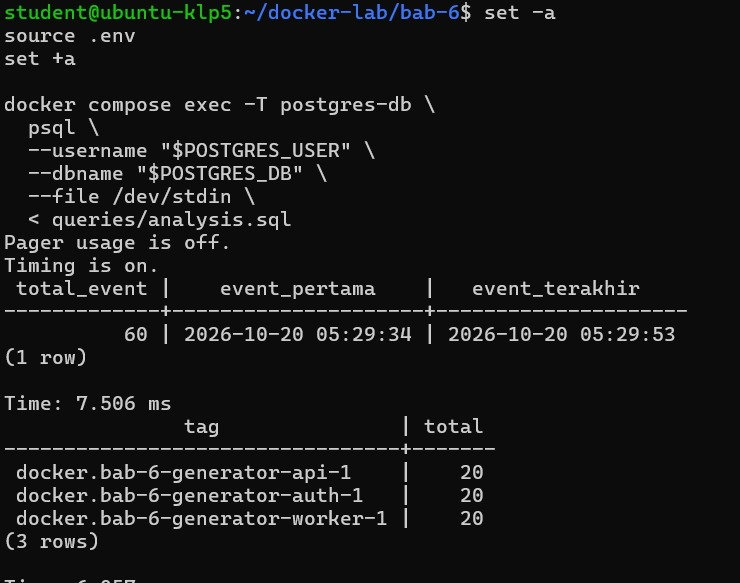 student@ubuntu-klp5:~/docker-lab/bab-6$ set -a
source .env
set +a

docker compose exec -T postgres-db \
  psql \
  --username "$POSTGRES_USER" \
  --dbname "$POSTGRES_DB" \
  --file /dev/stdin \
  < queries/analysis.sql
Pager usage is off.
Timing is on.
 total_event |    event_pertama    |   event_terakhir
-------------+---------------------+---------------------
          60 | 2026-10-20 05:29:34 | 2026-10-20 05:29:53
(1 row)

Time: 7.506 ms
               tag               | total
---------------------------------+-------
 docker.bab-6-generator-api-1    |    20
 docker.bab-6-generator-auth-1   |    20
 docker.bab-6-generator-worker-1 |    20
(3 rows)